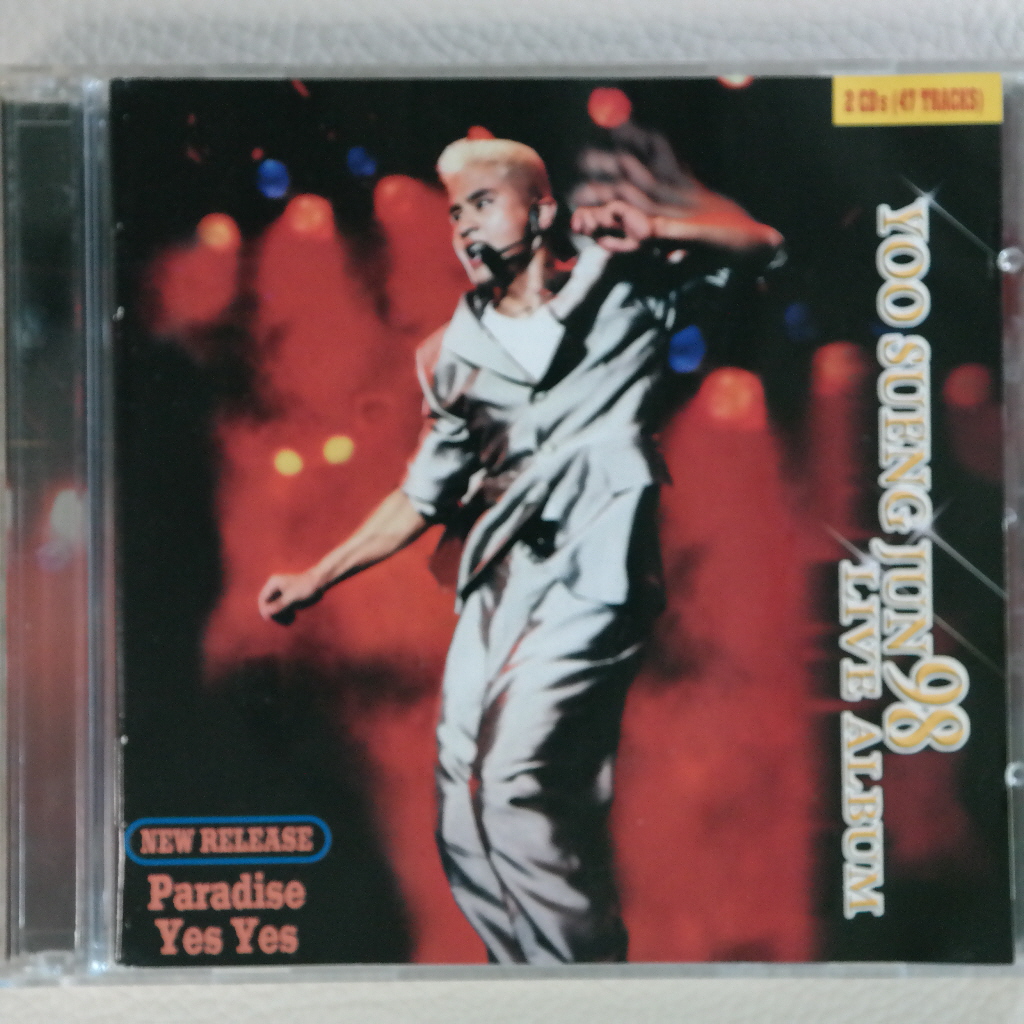 2 CDs (47 TRACKS)
YOO SUENG JUN 98
LIVE ALBUM
NEW RELEASE
Paradise
Yes Yes